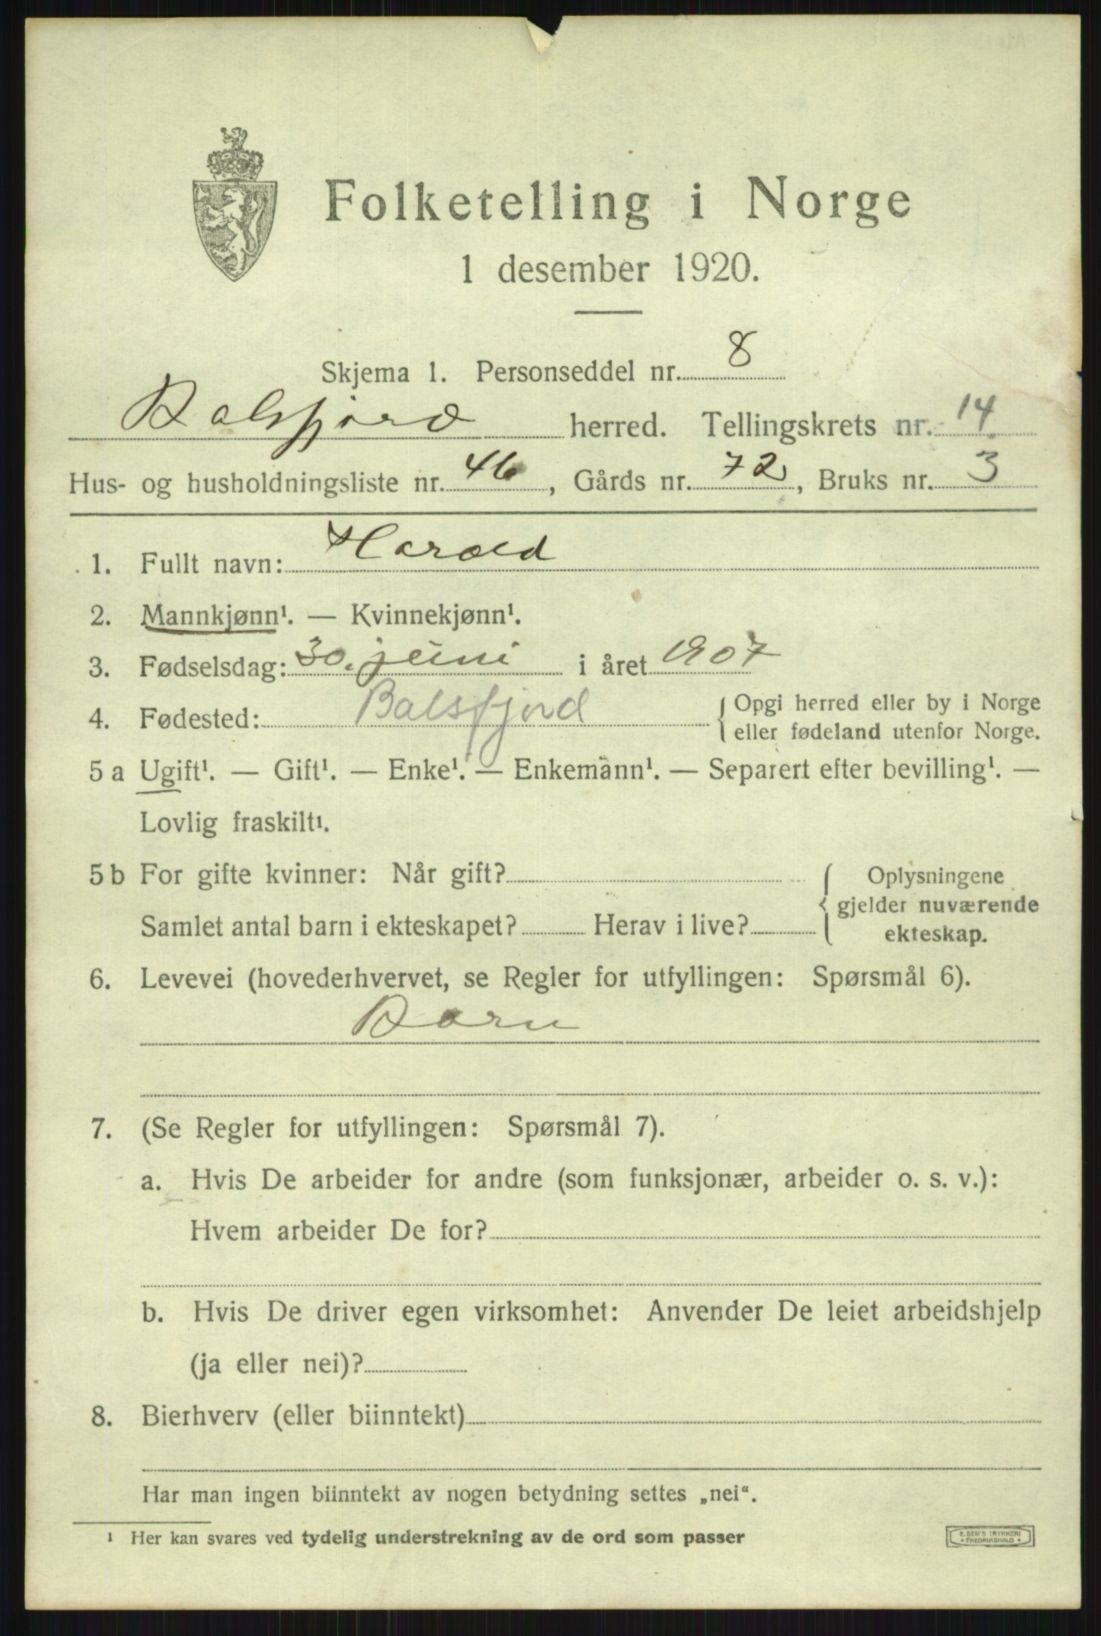 Folketelling i Norge
1 desember 1920.
Skjema 1. Personseddel nr. 8
Balsfjord herred. Tellingskrets nr. 14
Hus- og husholdningsliste nr. 46, Gårds nr. 72, Bruks nr. 3
1. Fullt navn: Harald
2. Mannkjønn¹. — Kvinnekjønn¹.
3. Fødselsdag: 30. juni i året 1907
4. Fødested: Balsfjord { Opgi herred eller by i Norge
eller fødeland utenfor Norge.
5 a Ugift¹. — Gift¹. — Enke¹. — Enkemann¹. — Separert efter bevilling¹. —
Lovlig fraskilt¹.
5 b For gifte kvinner: Når gift?
Samlet antal barn i ekteskapet? Herav i live?
{ Oplysningene
gjelder nuværende
ekteskap.
6. Levevei (hovederhvervet, se Regler for utfyllingen: Spørsmål 6).
Barn
7. (Se Regler for utfyllingen: Spørsmål 7).
a. Hvis De arbeider for andre (som funksjonær, arbeider o. s. v.):
Hvem arbeider De for?
b. Hvis De driver egen virksomhet: Anvender De leiet arbeidshjelp
(ja eller nei)?
8. Bierhverv (eller biinntekt)
Har man ingen biinntekt av nogen betydning settes „nei“.
¹ Her kan svares ved tydelig understrekning av de ord som passer